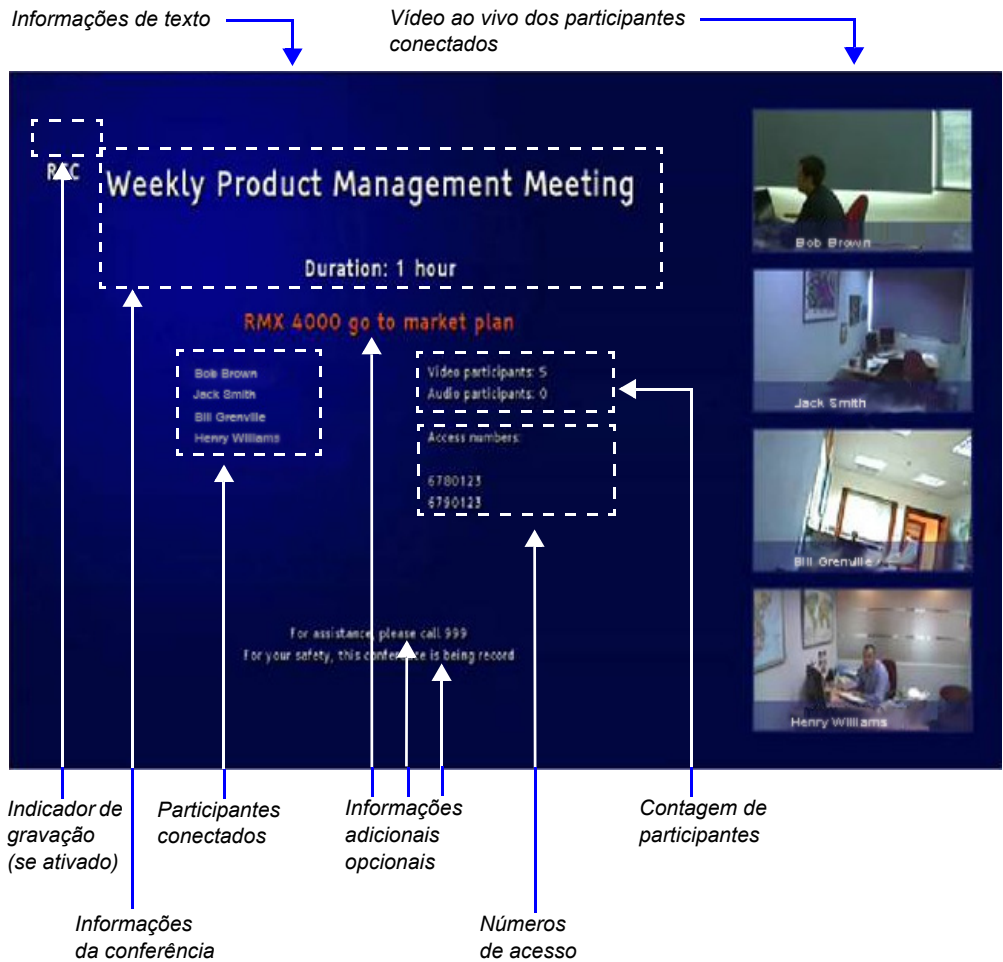 Informações de texto
Vídeo ao vivo dos participantes
conectados
REC
Weekly Product Management Meeting
Duration: 1 hour
RMX 4000 go to market plan
Bob Brown
Jack Smith
Bill Grenville
Henry Williams
Video participants: 5
Audio participants: 0
Access numbers:
6780123
6790123
For assistance, please call 999
For your safety, this conference is being record
Bob Brown
Jack Smith
Bill Grenville
Henry Williams
Indicador de
gravação
(se ativado)
Participantes
conectados
Informações
adicionais
opcionais
Contagem de
participantes
Informações
da conferência
Números
de acesso